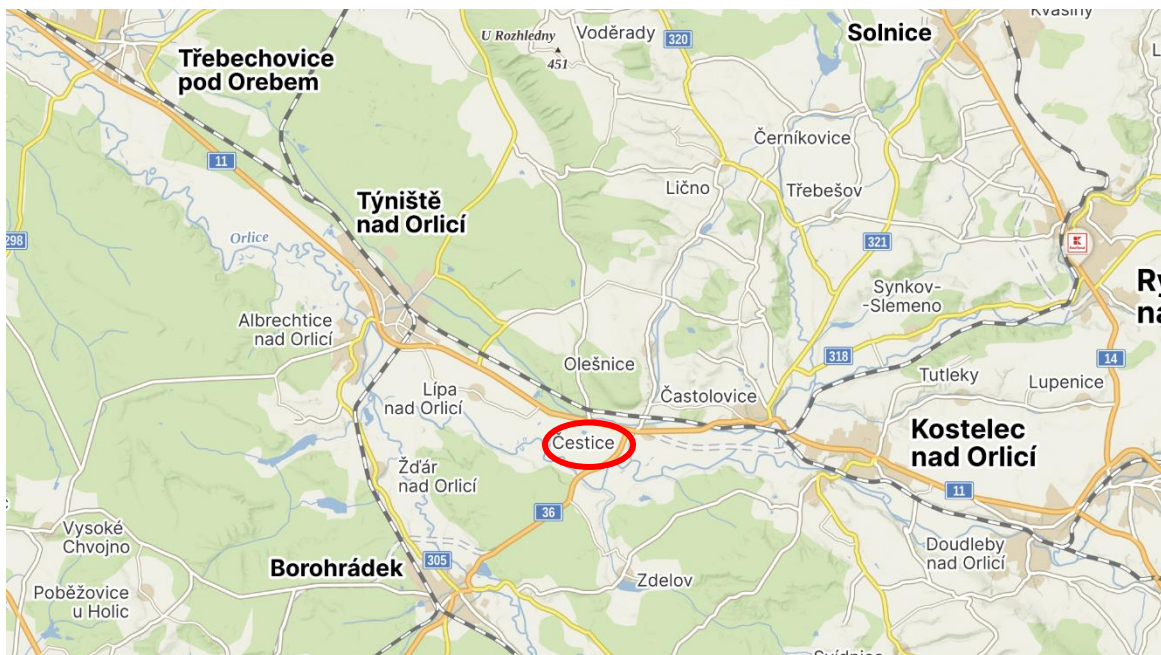 Kvasiny
U Rozhledny
451
Voděrady
320
Solnice
Třebechovice
pod Orebem
11
Černíkovice
Lično
Třebešov
Týniště
nad Orlicí
298
Orlice
321
Synkov-
-Slemeno
Albrechtice
nad Orlicí
Olešnice
318
14
Tutleky
Lupenice
Lípa
nad Orlicí
Častolovice
Čestice
Kostelec
nad Orlicí
Žďár
nad Orlicí
11
36
Vysoké
Chvojno
305
Borohrádek
Doudleby
nad Orlicí
Zdelov
Poběžovice
u Holic